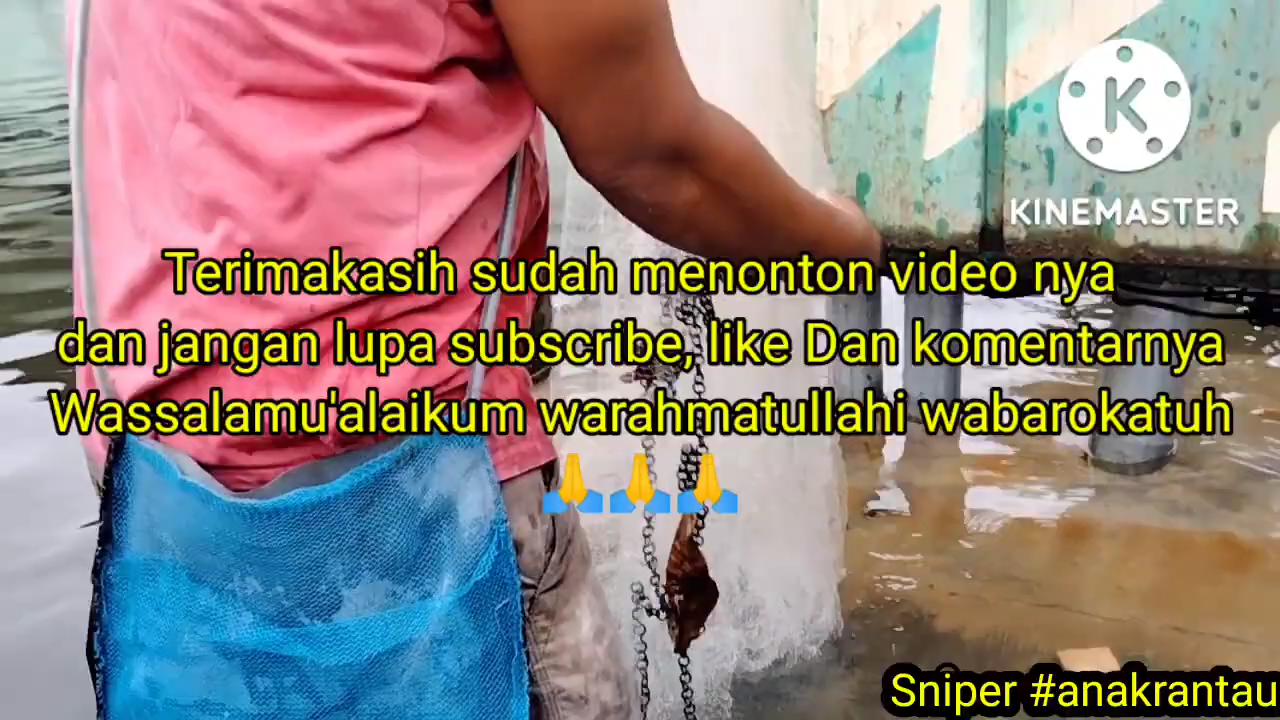 KINEMASTER
Terimakasih sudah menonton video nya
dan jangan lupa subscribe, like Dan komentarnya
Wassalamu'alaikum warahmatullahi wabarokatuh
🙏🙏🙏
Sniper #anakrantau